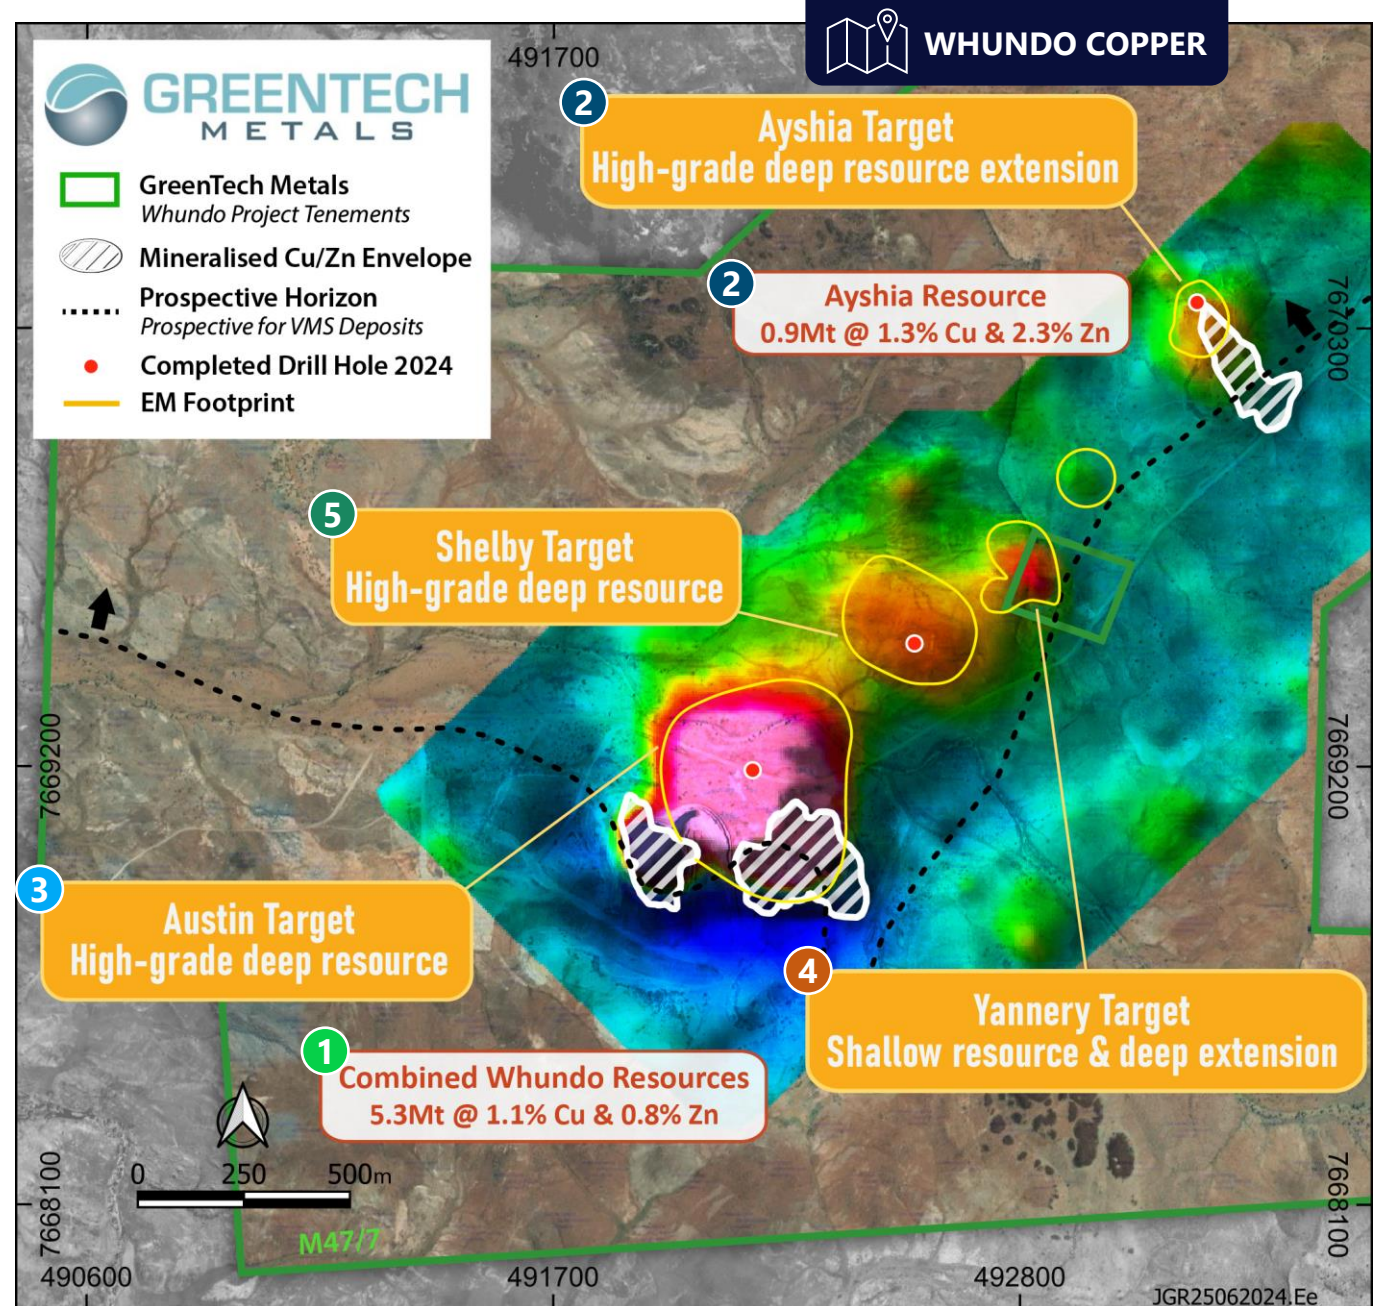 WHUNDO COPPER
491700
GREENTECH
METALS
GreenTech Metals
Whundo Project Tenements
Mineralised Cu/Zn Envelope
Prospective Horizon
Prospective for VMS Deposits
Completed Drill Hole 2024
EM Footprint
2
Ayshia Target
High-grade deep resource extension
2
Ayshia Resource
0.9Mt @ 1.3% Cu & 2.3% Zn
7670300
5
Shelby Target
High-grade deep resource
7669200
7669200
3
Austin Target
High-grade deep resource
4
Yannery Target
Shallow resource & deep extension
1
Combined Whundo Resources
5.3Mt @ 1.1% Cu & 0.8% Zn
0 250 500m
7668100
7668100
M47/7
490600
491700
492800
JGR25062024.Ee